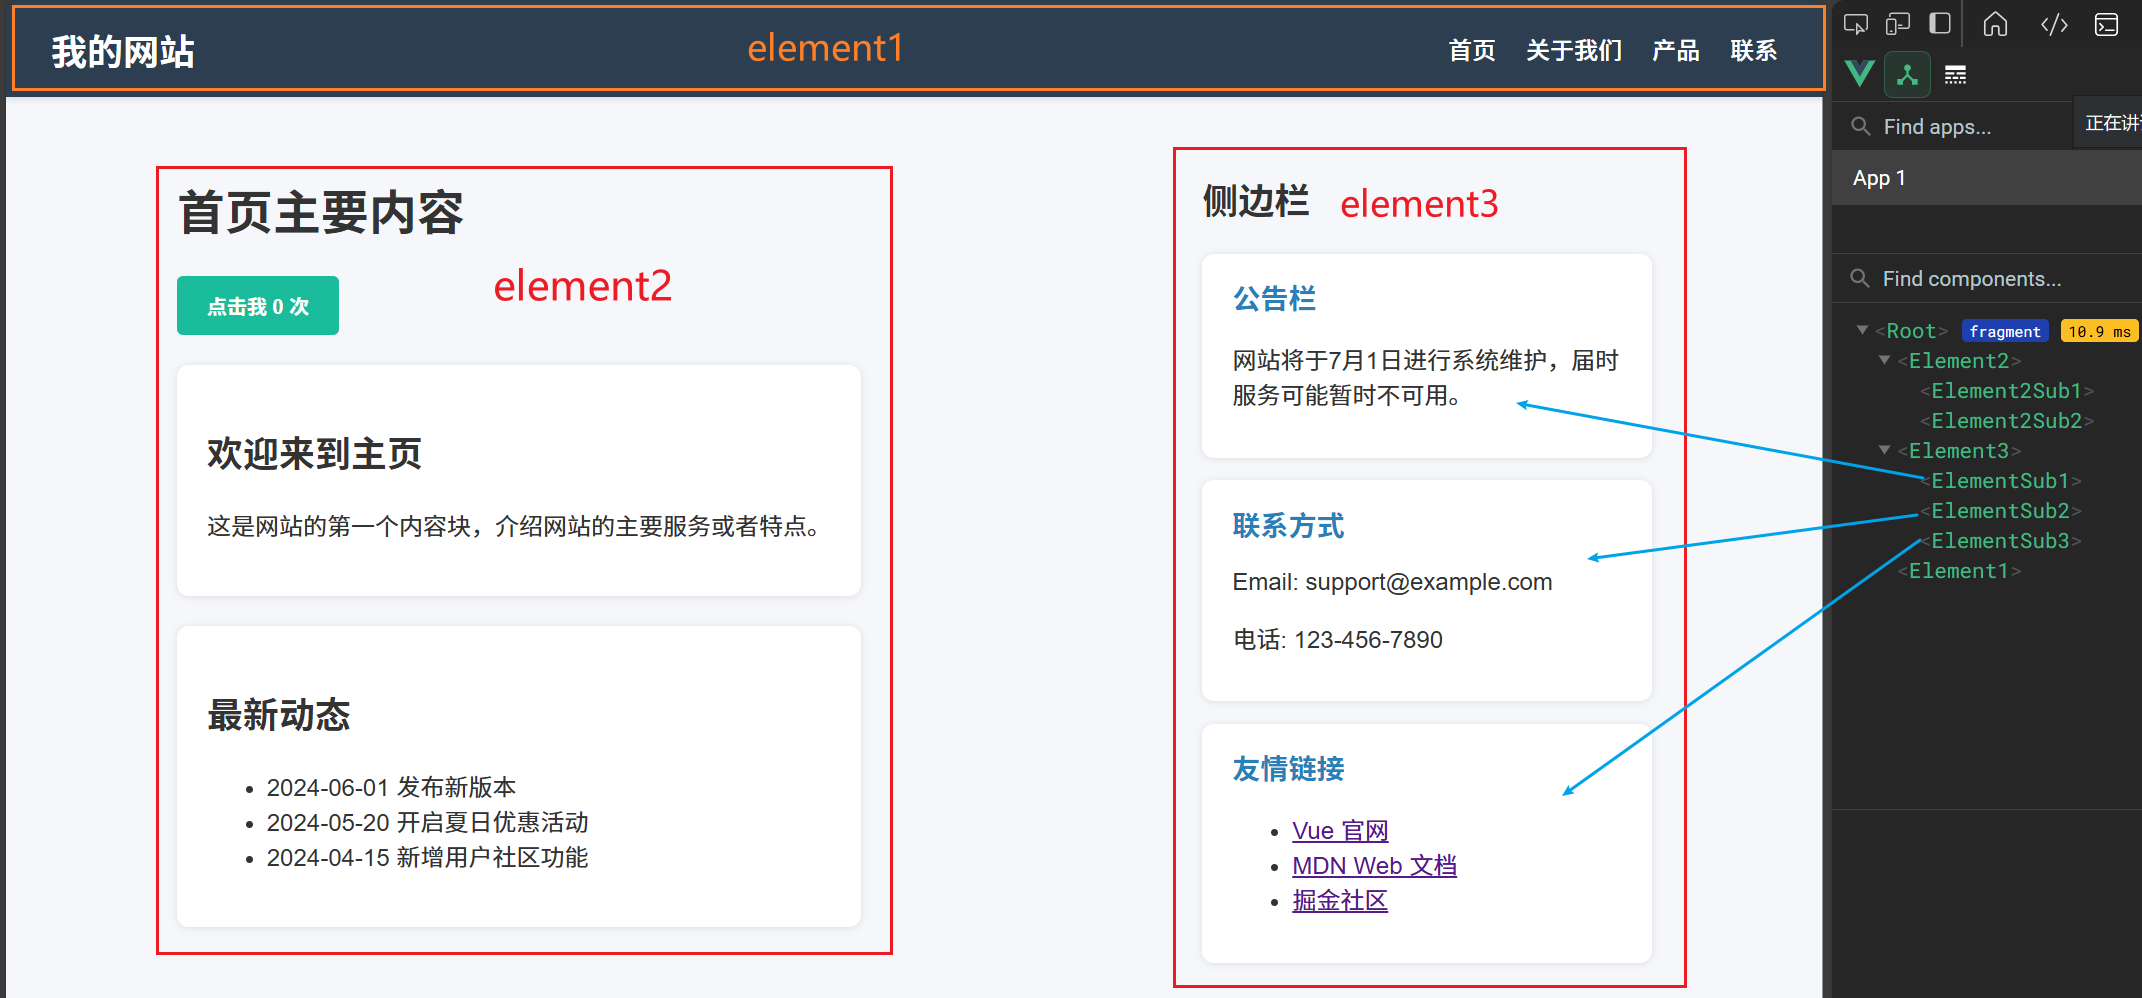 我的网站
element1
首页 关于我们 产品 联系
首页主要内容
element2
点击我 0 次
欢迎来到主页
这是网站的第一个内容块，介绍网站的主要服务或者特点。
最新动态
2024-06-01 发布新版本
2024-05-20 开启夏日优惠活动
2024-04-15 新增用户社区功能
侧边栏
element3
公告栏
网站将于7月1日进行系统维护，届时
服务可能暂时不可用。
联系方式
Email: support@example.com
电话: 123-456-7890
友情链接
Vue 官网
MDN Web 文档
掘金社区
Find apps...
正在讲
App 1
Find components...
<Root> fragment 10.9 ms
<Element2>
<Element2Sub1>
<Element2Sub2>
<Element3>
<ElementSub1>
<ElementSub2>
<ElementSub3>
<Element1>